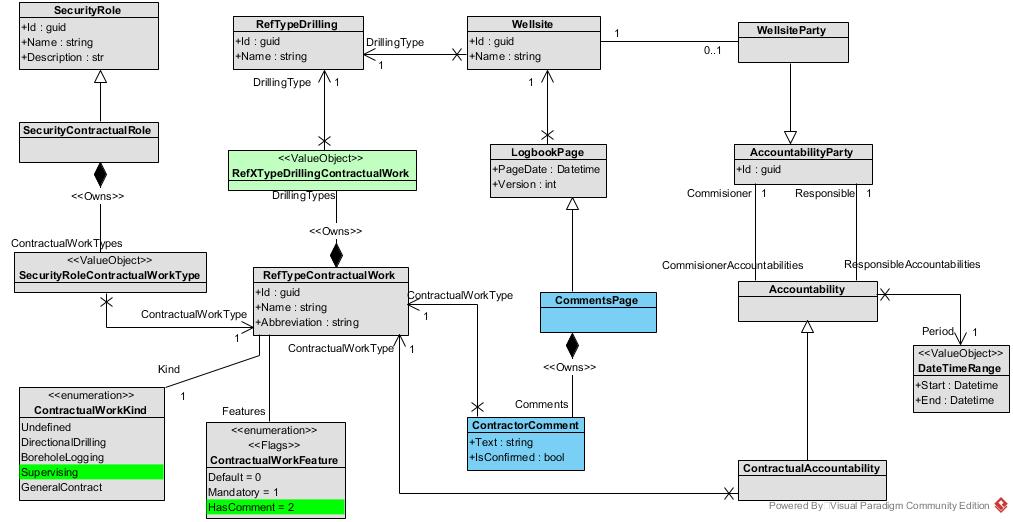 SecurityRole
+Id : guid
+Name : string
+Description : str
RefTypeDrilling
+Id : guid
+Name : string
DrillingType
1
Wellsite
+Id : guid
+Name : string
1
0..1
WellsiteParty
SecurityContractualRole
<<Owns>>
DrillingType
1
<<ValueObject>>
RefXTypeDrillingContractualWork
DrillingTypes
<<Owns>>
1
LogbookPage
+PageDate : Datetime
+Version : int
AccountabilityParty
+Id : guid
Commisioner
1
Responsible
1
CommisionerAccountabilities
ResponsibleAccountabilities
ContractualWorkTypes
<<ValueObject>>
SecurityRoleContractualWorkType
ContractualWorkType
1
RefTypeContractualWork
+Id : guid
+Name : string
+Abbreviation : string
ContractualWorkType
1
ContractualWorkType
1
CommentsPage
<<Owns>>
Comments
Accountability
Period
1
<<ValueObject>>
DateTimeRange
+Start : Datetime
+End : Datetime
Kind
1
Features
<<enumeration>>
ContractualWorkKind
Undefined
DirectionalDrilling
BoreholeLogging
Supervising
GeneralContract
<<enumeration>>
<<Flags>>
ContractualWorkFeature
Default = 0
Mandatory = 1
HasComment = 2
ContractorComment
+Text : string
+IsConfirmed : bool
ContractualAccountability
Powered By Visual Paradigm Community Edition